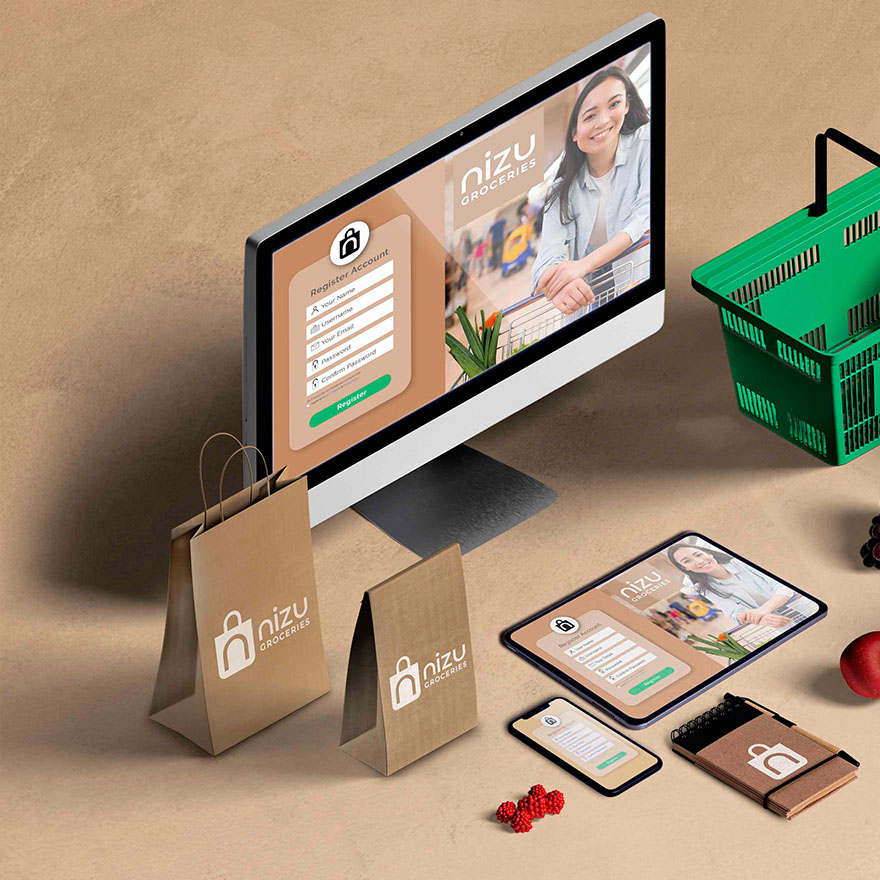 nizu
GROCERIES
Register Account
Your Name
Username
Your Email
Password
Confirm Password
Register
nizu
GROCERIES
nizu
GROCERIES
nizu
GROCERIES
Register Account
Your Name
Username
Your Email
Password
Confirm Password
Register